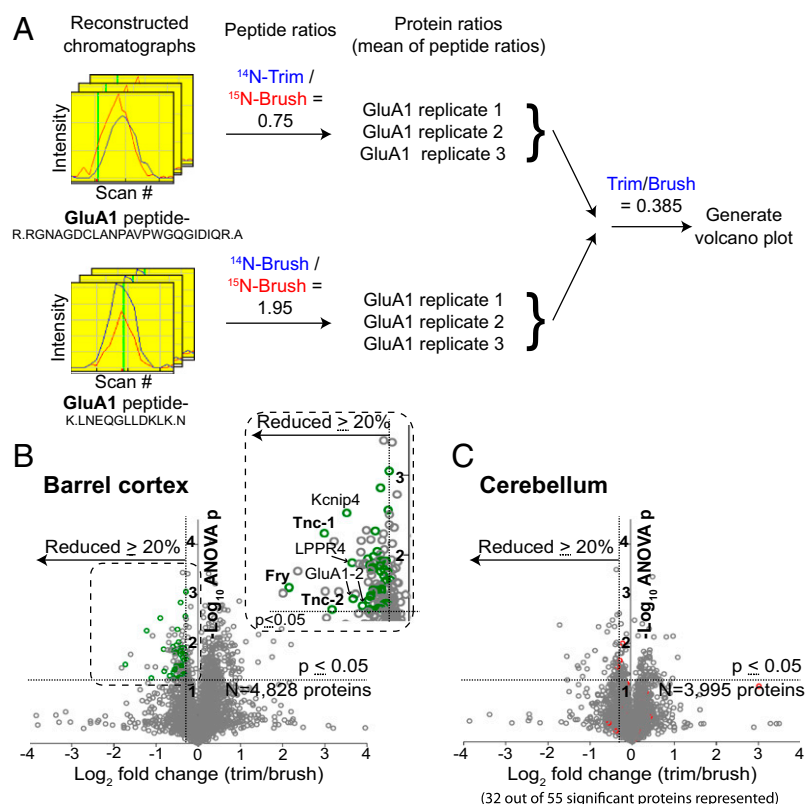 A
Reconstructed
chromatographs
Peptide ratios
Protein ratios
(mean of peptide ratios)
Intensity
Scan #
GluA1 peptide-
R.RGNAGDCLANPAVPWGQGIDIQR.A
14N-Trim /
15N-Brush =
0.75
GluA1 replicate 1
GluA1 replicate 2
GluA1 replicate 3
}
Trim/Brush
= 0.385
Generate
volcano plot
Intensity
Scan #
GluA1 peptide-
K.LNEQGLLDKLK.N
14N-Brush /
15N-Brush =
1.95
GluA1 replicate 1
GluA1 replicate 2
GluA1 replicate 3
}
B
Barrel cortex
Reduced ≥ 20%
-Log10 ANOVA p
4
3
2
1
p ≤ 0.05
N=4,828 proteins
-4 -3 -2 -1 0 1 2 3 4
Log2 fold change (trim/brush)
Reduced ≥ 20%
3
2
Kcnip4
Tnc-1
LPPR4
GluA1-2
Fry
Tnc-2
p<0.05
C
Cerebellum
Reduced ≥ 20%
-Log10 ANOVA p
4
3
2
1
p ≤ 0.05
N=3,995 proteins
-4 -3 -2 -1 0 1 2 3 4
Log2 fold change (trim/brush)
(32 out of 55 significant proteins represented)